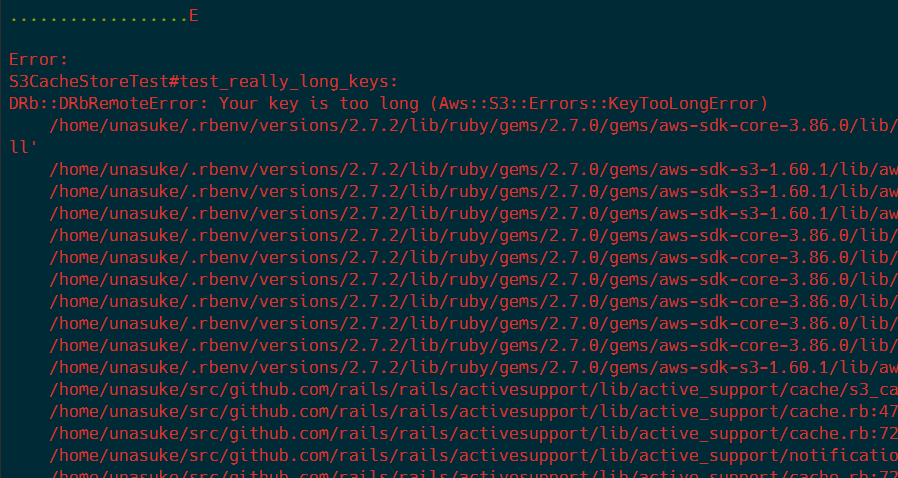 ..................E
Error:
S3CacheStoreTest#test_really_long_keys:
DRb::DRbRemoteError: Your key is too long (Aws::S3::Errors::KeyTooLongError)
/home/unasuke/.rbenv/versions/2.7.2/lib/ruby/gems/2.7.0/gems/aws-sdk-core-3.86.0/lib/
ll'
/home/unasuke/.rbenv/versions/2.7.2/lib/ruby/gems/2.7.0/gems/aws-sdk-s3-1.60.1/lib/aw
/home/unasuke/.rbenv/versions/2.7.2/lib/ruby/gems/2.7.0/gems/aws-sdk-s3-1.60.1/lib/aw
/home/unasuke/.rbenv/versions/2.7.2/lib/ruby/gems/2.7.0/gems/aws-sdk-s3-1.60.1/lib/aw
/home/unasuke/.rbenv/versions/2.7.2/lib/ruby/gems/2.7.0/gems/aws-sdk-core-3.86.0/lib/
/home/unasuke/.rbenv/versions/2.7.2/lib/ruby/gems/2.7.0/gems/aws-sdk-core-3.86.0/lib/
/home/unasuke/.rbenv/versions/2.7.2/lib/ruby/gems/2.7.0/gems/aws-sdk-core-3.86.0/lib/
/home/unasuke/.rbenv/versions/2.7.2/lib/ruby/gems/2.7.0/gems/aws-sdk-core-3.86.0/lib/
/home/unasuke/.rbenv/versions/2.7.2/lib/ruby/gems/2.7.0/gems/aws-sdk-core-3.86.0/lib/
/home/unasuke/.rbenv/versions/2.7.2/lib/ruby/gems/2.7.0/gems/aws-sdk-core-3.86.0/lib/
/home/unasuke/.rbenv/versions/2.7.2/lib/ruby/gems/2.7.0/gems/aws-sdk-s3-1.60.1/lib/aw
/home/unasuke/src/github.com/rails/rails/activesupport/lib/active_support/cache/s3_ca
/home/unasuke/src/github.com/rails/rails/activesupport/lib/active_support/cache.rb:47
/home/unasuke/src/github.com/rails/rails/activesupport/lib/active_support/cache.rb:72
/home/unasuke/src/github.com/rails/rails/activesupport/lib/active_support/notificatio
/home/unasuke/src/github.com/rails/rails/activesupport/lib/active_support/cache.rb:72